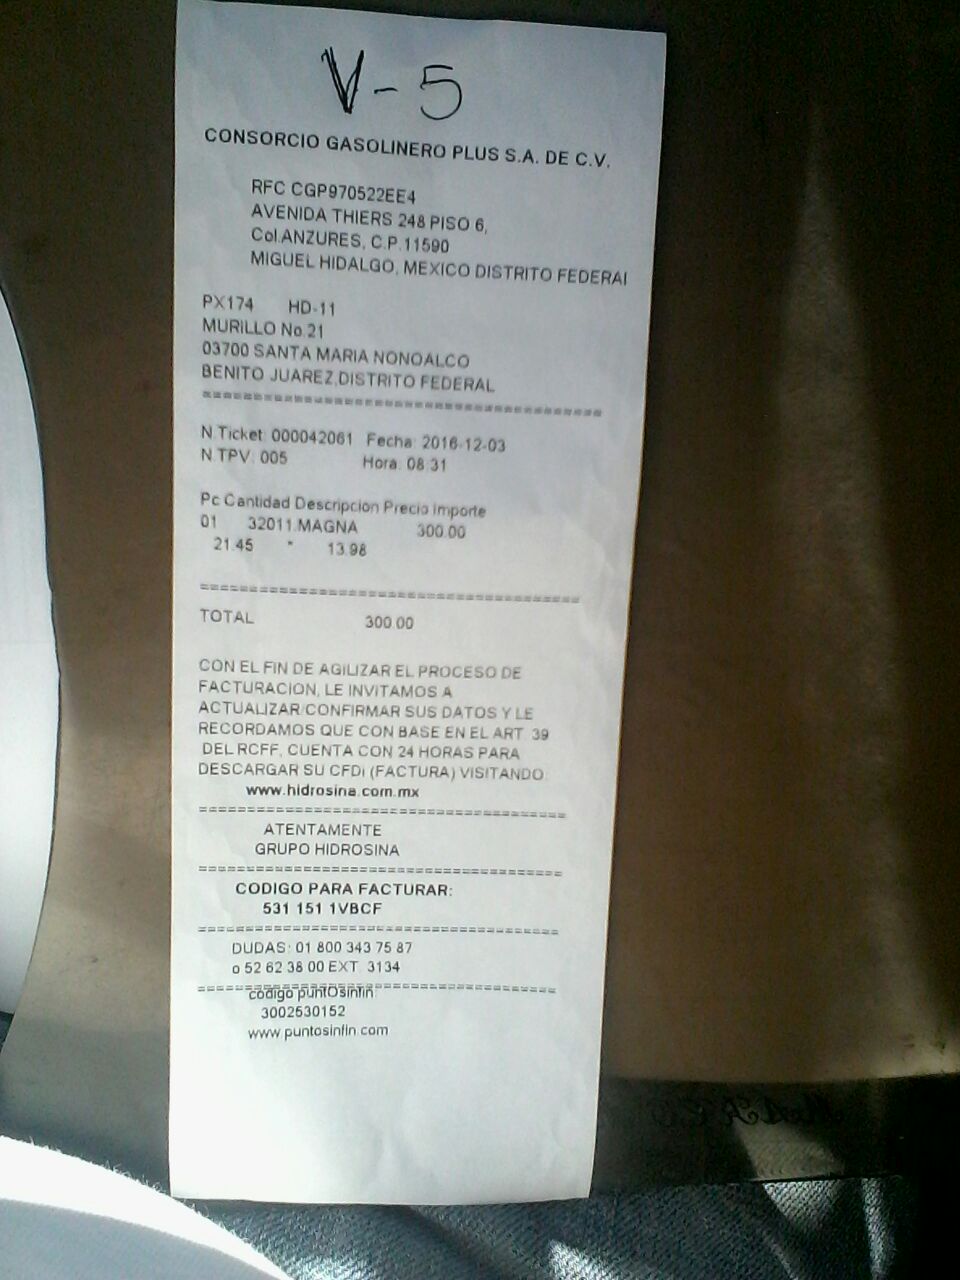 V-5
CONSORCIO GASOLINERO PLUS S.A. DE C.V.
RFC CGP970522EE4
AVENIDA THIERS 248 PISO 6,
Col.ANZURES, C.P.11590
MIGUEL HIDALGO, MEXICO DISTRITO FEDERAl
PX174 HD-11
MURILLO No.21
03700 SANTA MARIA NONOALCO
BENITO JUAREZ,DISTRITO FEDERAL
N.Ticket: 000042061 Fecha: 2016-12-03
N.TPV: 005 Hora: 08:31
Pc Cantidad Descripcion Precio Importe
01 32011.MAGNA 300.00
21.45 * 13.98
TOTAL 300.00
CON EL FIN DE AGILIZAR EL PROCESO DE
FACTURACION, LE INVITAMOS A
ACTUALIZAR/CONFIRMAR SUS DATOS Y LE
RECORDAMOS QUE CON BASE EN EL ART. 39
DEL RCFF, CUENTA CON 24 HORAS PARA
DESCARGAR SU CFDi (FACTURA) VISITANDO:
www.hidrosina.com.mx
ATENTAMENTE
GRUPO HIDROSINA
CODIGO PARA FACTURAR:
531 151 1VBCF
DUDAS: 01 800 343 75 87
o 52 62 38 00 EXT. 3134
codigo puntOsinfin:
3002530152
www.puntosinfin.com